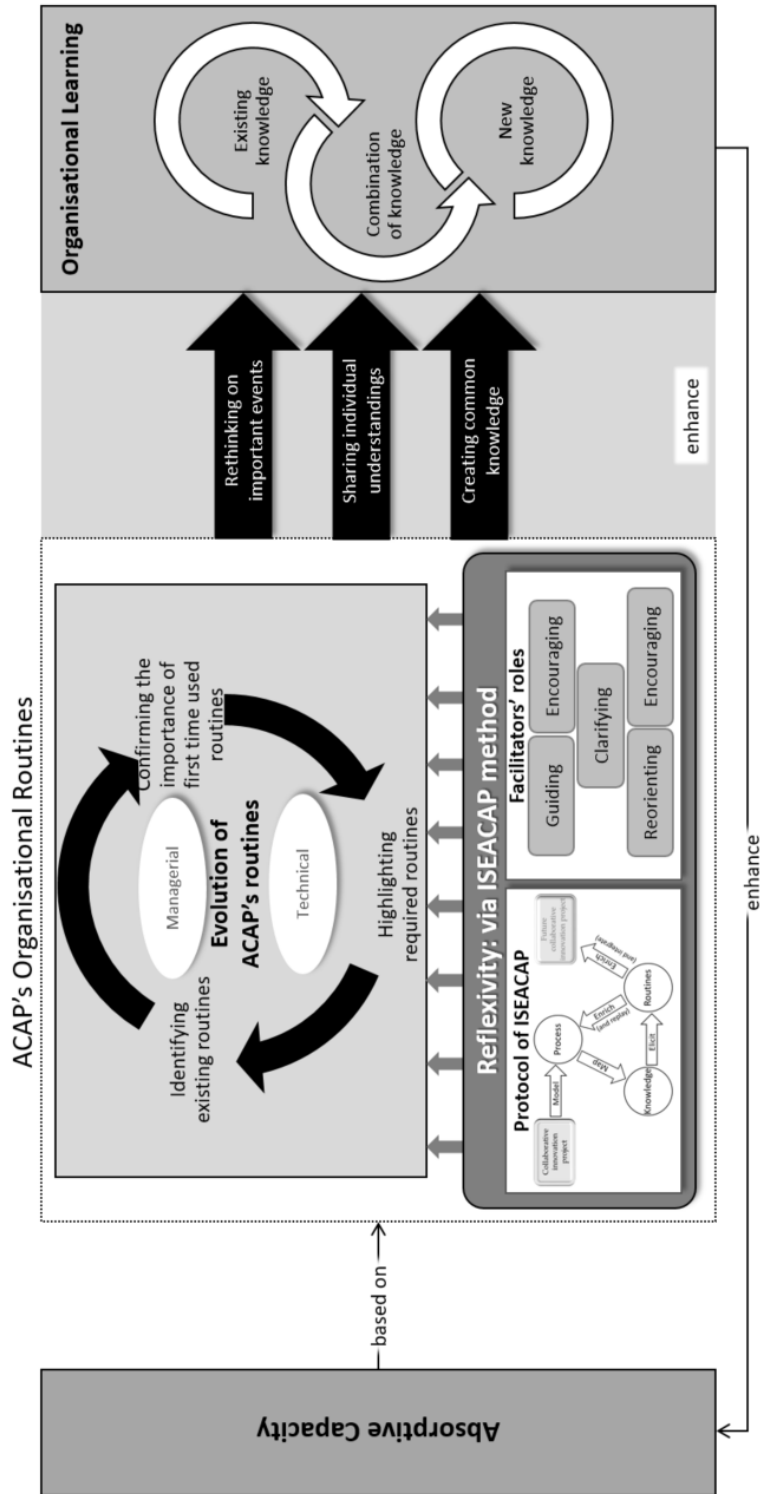 Absorptive Capacity
based on
ACAP's Organisational Routines
Identifying
existing routines
Managerial
Evolution of
ACAP's routines
Technical
Confirming the
importance of
first time used
routines
Highlighting
required routines
Reflexivity: via ISEACAP method
Protocol of ISEACAP
Collaborative
innovation
project
Model
Process
Map
Knowledge
Elicit
Routines
Enrich
(and replay)
Enrich
(and integrate)
Future
collaborative
innovation project
Facilitators' roles
Guiding
Encouraging
Clarifying
Reorienting
Encouraging
Rethinking on
important events
Sharing individual
understandings
Creating common
knowledge
enhance
Organisational Learning
Existing
knowledge
Combination
of knowledge
New
knowledge
enhance